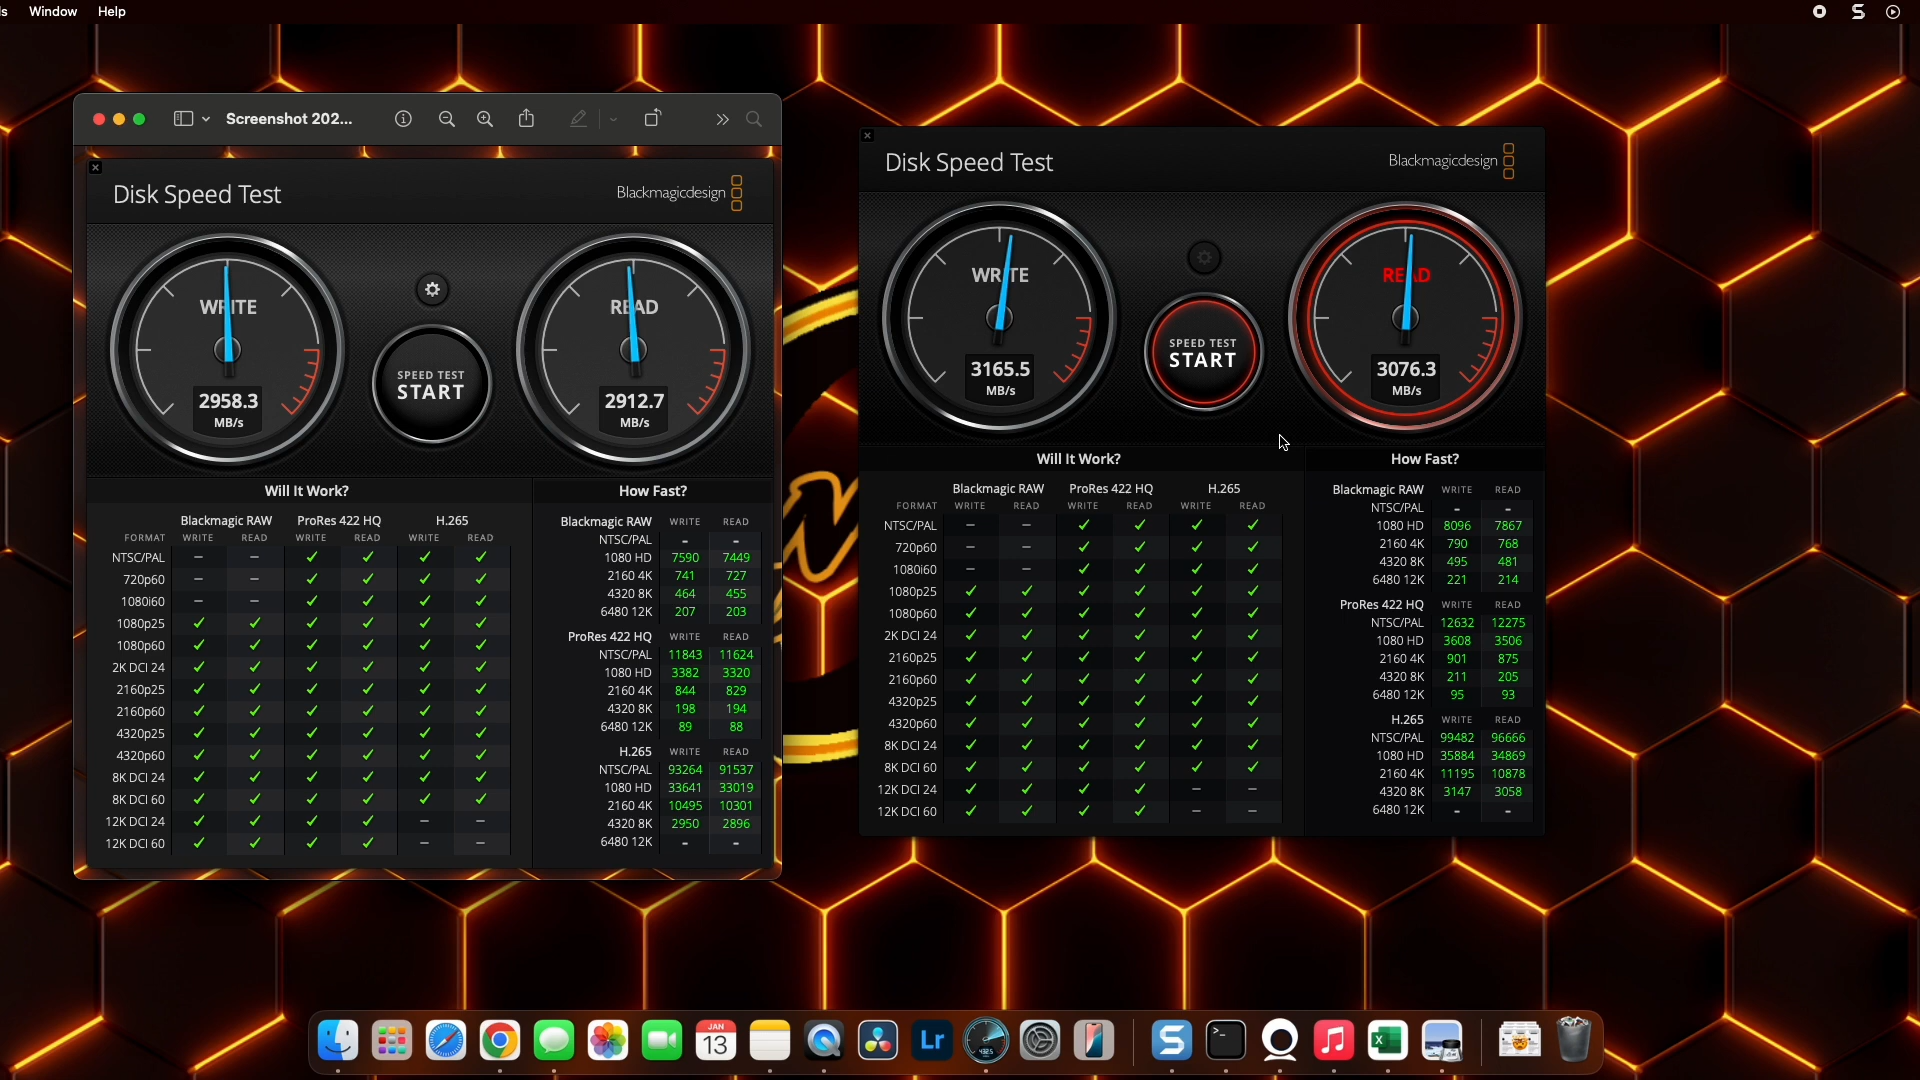 Window Help
Screenshot 202...
Disk Speed Test
Blackmagicdesign
WRITE
2958.3
MB/s
SPEED TEST
START
READ
2912.7
MB/s
Will It Work?
Blackmagic RAW ProRes 422 HQ H.265
FORMAT WRITE READ WRITE READ WRITE READ
NTSC/PAL – – ✓ ✓ ✓ ✓
720p60 – – ✓ ✓ ✓ ✓
1080i60 – – ✓ ✓ ✓ ✓
1080p25 ✓ ✓ ✓ ✓ ✓ ✓
1080p60 ✓ ✓ ✓ ✓ ✓ ✓
2K DCI 24 ✓ ✓ ✓ ✓ ✓ ✓
2160p25 ✓ ✓ ✓ ✓ ✓ ✓
2160p60 ✓ ✓ ✓ ✓ ✓ ✓
4320p25 ✓ ✓ ✓ ✓ ✓ ✓
4320p60 ✓ ✓ ✓ ✓ ✓ ✓
8K DCI 24 ✓ ✓ ✓ ✓ ✓ ✓
8K DCI 60 ✓ ✓ ✓ ✓ ✓ ✓
12K DCI 24 ✓ ✓ ✓ ✓ – –
12K DCI 60 ✓ ✓ ✓ ✓ – –
How Fast?
Blackmagic RAW WRITE READ
NTSC/PAL - -
1080 HD 7590 7449
2160 4K 741 727
4320 8K 464 455
6480 12K 207 203
ProRes 422 HQ WRITE READ
NTSC/PAL 11843 11624
1080 HD 3382 3320
2160 4K 844 829
4320 8K 198 194
6480 12K 89 88
H.265 WRITE READ
NTSC/PAL 93264 91537
1080 HD 33641 33019
2160 4K 10495 10301
4320 8K 2950 2896
6480 12K - -
Disk Speed Test
Blackmagicdesign
WRITE
3165.5
MB/s
SPEED TEST
START
READ
3076.3
MB/s
Will It Work?
Blackmagic RAW ProRes 422 HQ H.265
FORMAT WRITE READ WRITE READ WRITE READ
NTSC/PAL – – ✓ ✓ ✓ ✓
720p60 – – ✓ ✓ ✓ ✓
1080i60 – – ✓ ✓ ✓ ✓
1080p25 ✓ ✓ ✓ ✓ ✓ ✓
1080p60 ✓ ✓ ✓ ✓ ✓ ✓
2K DCI 24 ✓ ✓ ✓ ✓ ✓ ✓
2160p25 ✓ ✓ ✓ ✓ ✓ ✓
2160p60 ✓ ✓ ✓ ✓ ✓ ✓
4320p25 ✓ ✓ ✓ ✓ ✓ ✓
4320p60 ✓ ✓ ✓ ✓ ✓ ✓
8K DCI 24 ✓ ✓ ✓ ✓ ✓ ✓
8K DCI 60 ✓ ✓ ✓ ✓ ✓ ✓
12K DCI 24 ✓ ✓ ✓ ✓ – –
12K DCI 60 ✓ ✓ ✓ ✓ – –
How Fast?
Blackmagic RAW WRITE READ
NTSC/PAL - -
1080 HD 8096 7867
2160 4K 790 768
4320 8K 495 481
6480 12K 221 214
ProRes 422 HQ WRITE READ
NTSC/PAL 12632 12275
1080 HD 3608 3506
2160 4K 901 875
4320 8K 211 205
6480 12K 95 93
H.265 WRITE READ
NTSC/PAL 99482 96666
1080 HD 35884 34869
2160 4K 11195 10878
4320 8K 3147 3058
6480 12K - -
JAN
13
Lr